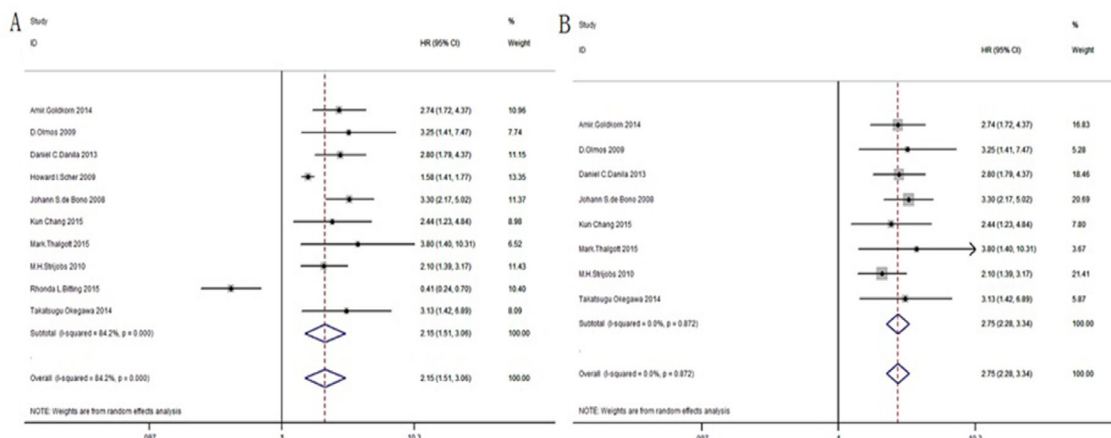 A
Study %
ID HR (95% CI) Weight
Amir.Goldkorn 2014 2.74 (1.72, 4.37) 10.96
D.Olmos 2009 3.25 (1.41, 7.47) 7.74
Daniel C.Danila 2013 2.80 (1.79, 4.37) 11.15
Howard I.Scher 2009 1.58 (1.41, 1.77) 13.35
Johann S.de Bono 2008 3.30 (2.17, 5.02) 11.37
Kun Chang 2015 2.44 (1.23, 4.84) 8.98
Mark.Thalgott 2015 3.80 (1.40, 10.31) 6.52
M.H.Strijbos 2010 2.10 (1.39, 3.17) 11.43
Rhonda L.Bitting 2015 0.41 (0.24, 0.70) 10.40
Takatsugu Okegawa 2014 3.13 (1.42, 6.89) 8.09
Subtotal (I-squared = 84.2%, p = 0.000) 2.15 (1.51, 3.06) 100.00
.
Overall (I-squared = 84.2%, p = 0.000) 2.15 (1.51, 3.06) 100.00
NOTE: Weights are from random effects analysis
1 10.3
B
Study %
ID HR (95% CI) Weight
Amir.Goldkorn 2014 2.74 (1.72, 4.37) 16.83
D.Olmos 2009 3.25 (1.41, 7.47) 5.28
Daniel C.Danila 2013 2.80 (1.79, 4.37) 18.46
Johann S.de Bono 2008 3.30 (2.17, 5.02) 20.69
Kun Chang 2015 2.44 (1.23, 4.84) 7.80
Mark.Thalgott 2015 3.80 (1.40, 10.31) 3.67
M.H.Strijbos 2010 2.10 (1.39, 3.17) 21.41
Takatsugu Okegawa 2014 3.13 (1.42, 6.89) 5.87
Subtotal (I-squared = 0.0%, p = 0.872) 2.75 (2.28, 3.34) 100.00
.
Overall (I-squared = 0.0%, p = 0.872) 2.75 (2.28, 3.34) 100.00
NOTE: Weights are from random effects analysis
1